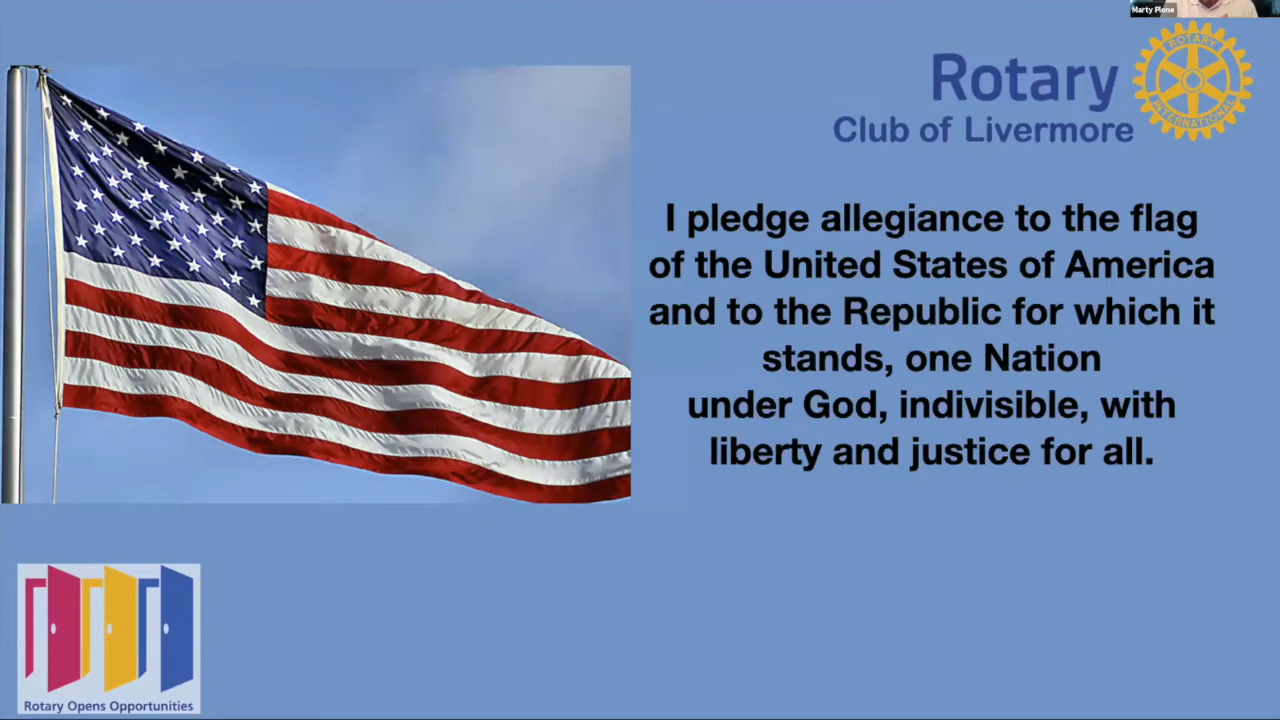 Marty Pione
Rotary
Club of Livermore
ROTARY
INTERNATIONAL
I pledge allegiance to the flag
of the United States of America
and to the Republic for which it
stands, one Nation
under God, indivisible, with
liberty and justice for all.
Rotary Opens Opportunities